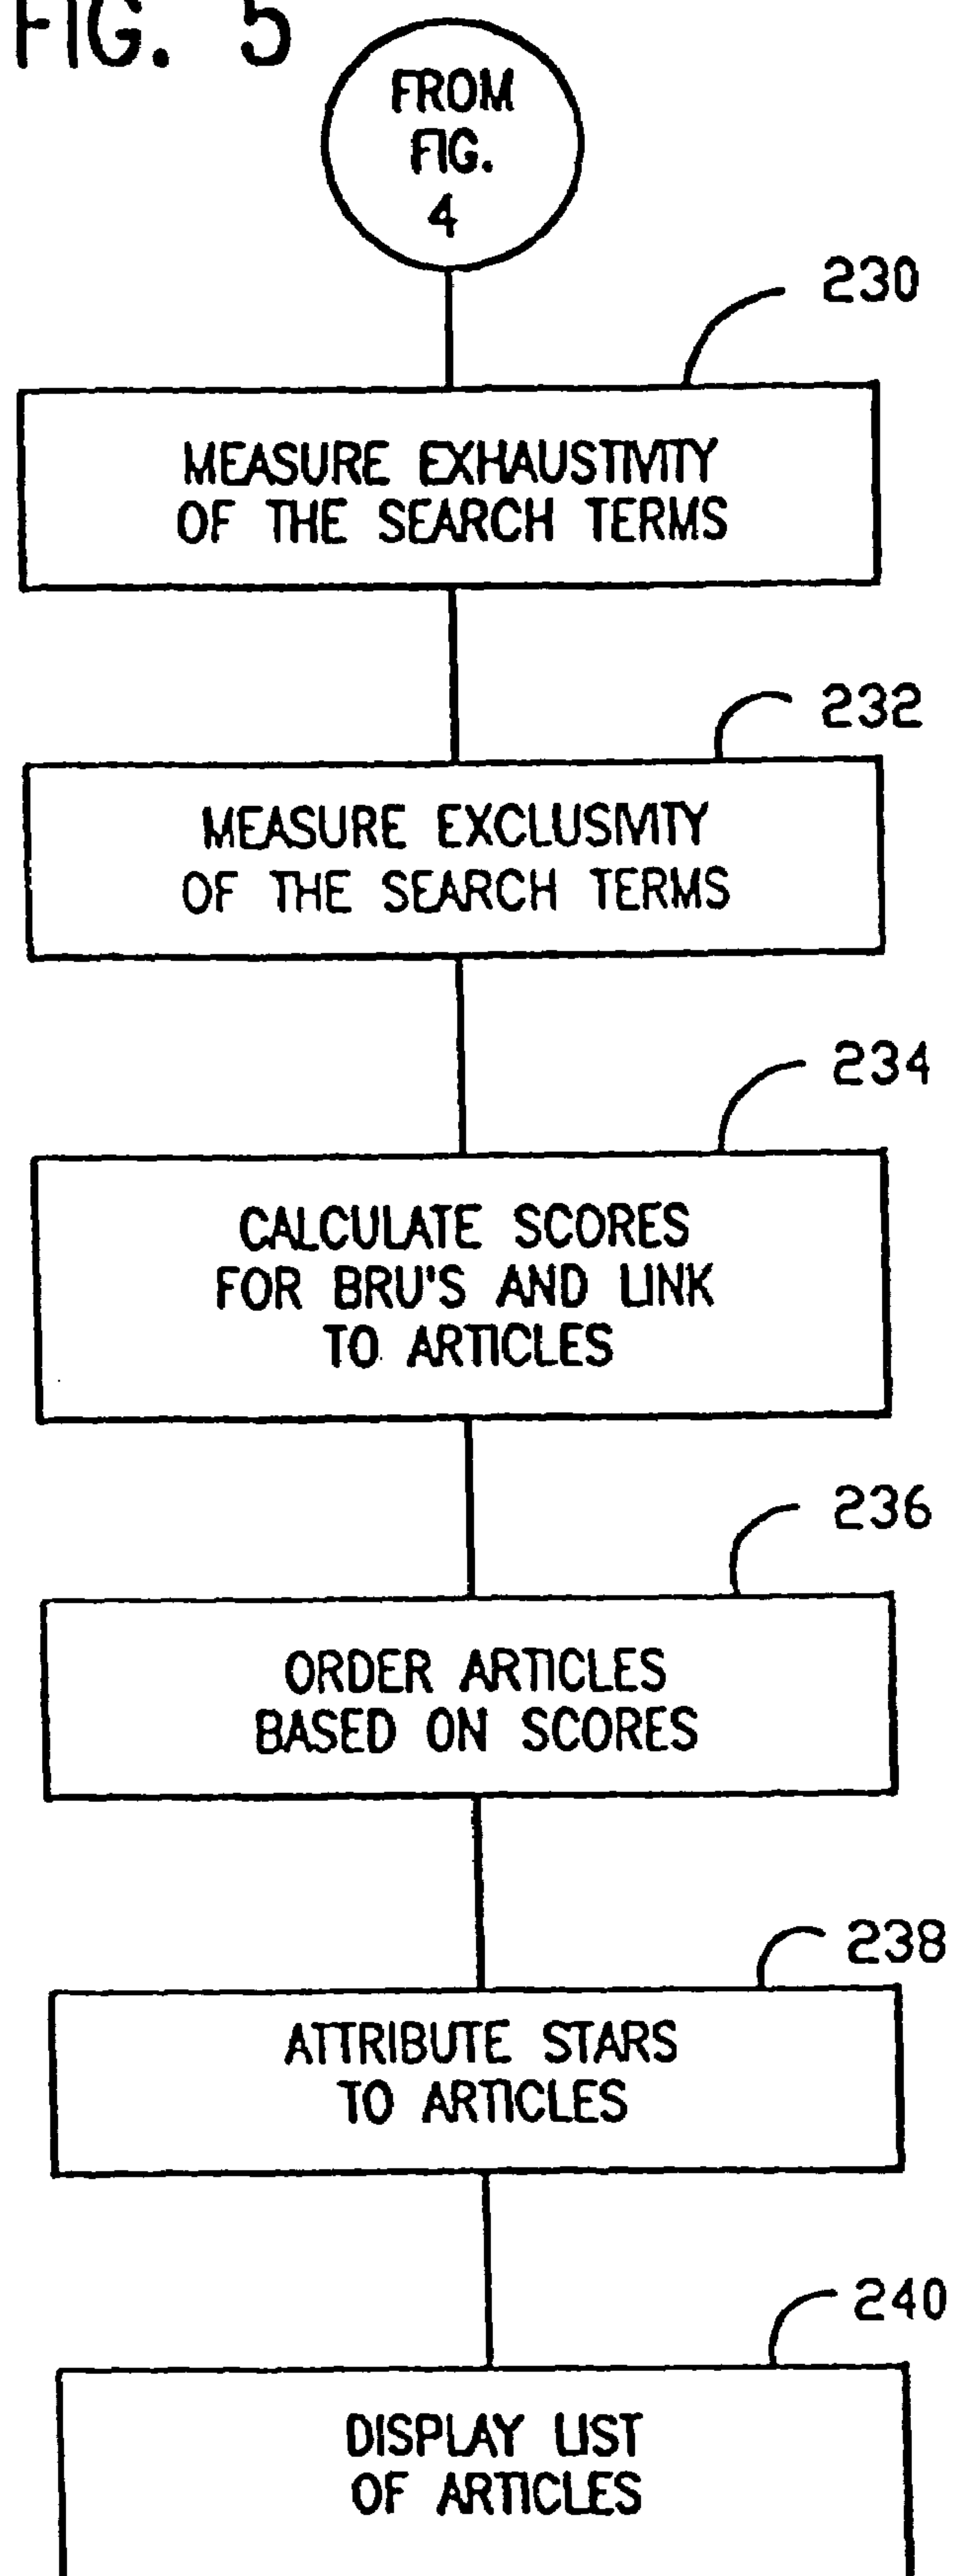 FIG. 5
FROM
FIG.
4
230
MEASURE EXHAUSTIVITY
OF THE SEARCH TERMS
232
MEASURE EXCLUSIVITY
OF THE SEARCH TERMS
234
CALCULATE SCORES
FOR BRU'S AND LINK
TO ARTICLES
236
ORDER ARTICLES
BASED ON SCORES
238
ATTRIBUTE STARS
TO ARTICLES
240
DISPLAY LIST
OF ARTICLES